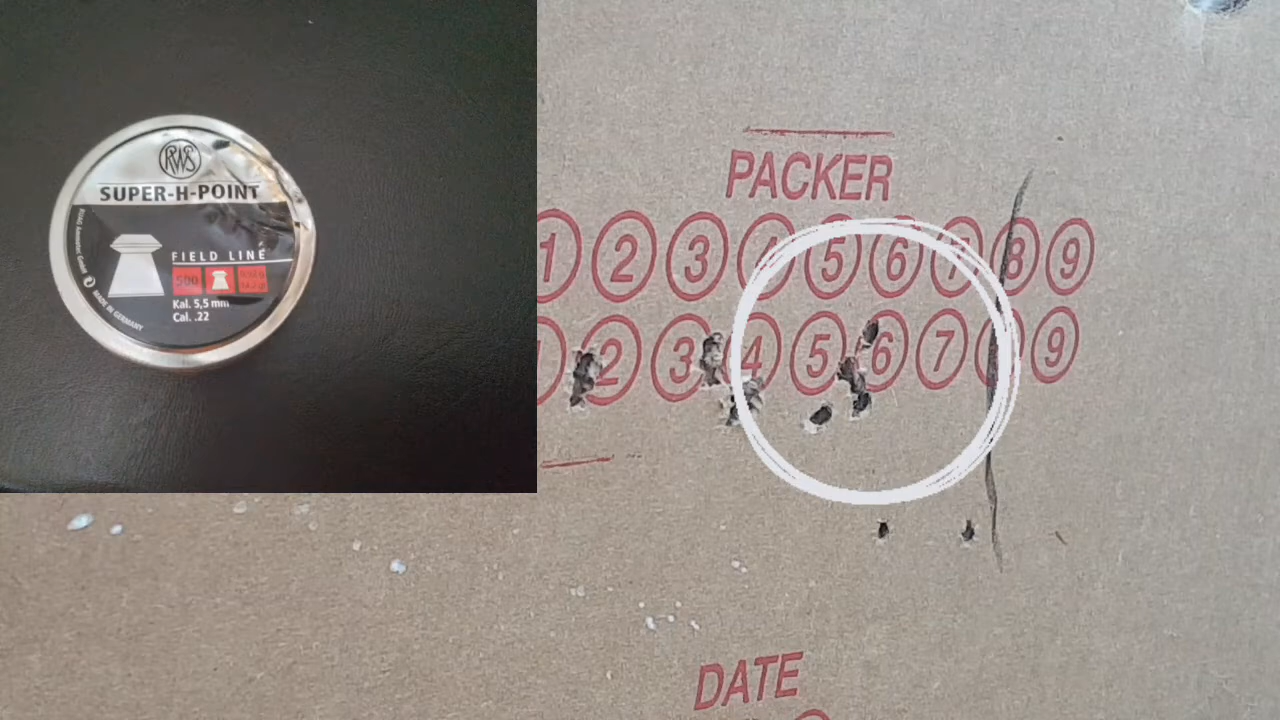 RWS
SUPER-H-POINT
FIELD LINE
500
Kal. 5,5 mm
Cal. .22
MADE IN GERMANY
PACKER
1 2 3 4 5 6 7 8 9
1 2 3 4 5 6 7 9
DATE